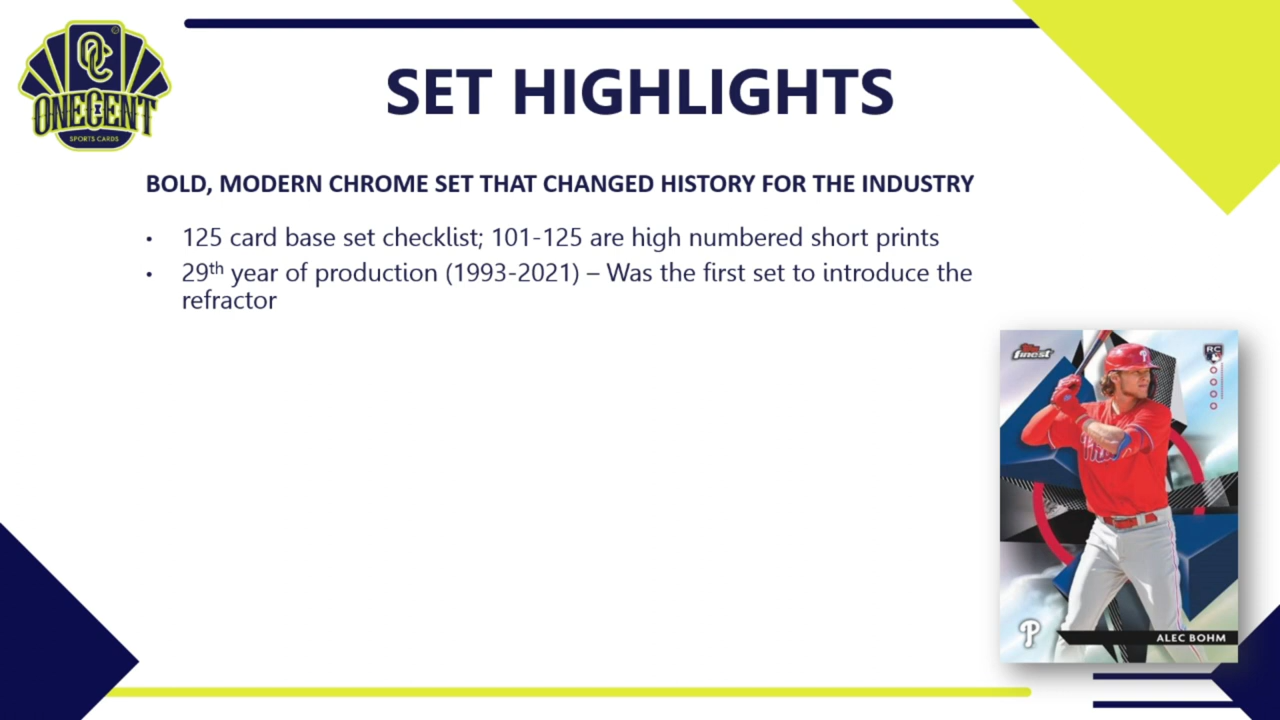 OC
ONECENT
SPORTS CARDS
SET HIGHLIGHTS
BOLD, MODERN CHROME SET THAT CHANGED HISTORY FOR THE INDUSTRY
• 125 card base set checklist; 101-125 are high numbered short prints
• 29th year of production (1993-2021) – Was the first set to introduce the
refractor
Topps
finest
RC
Phil
P
ALEC BOHM